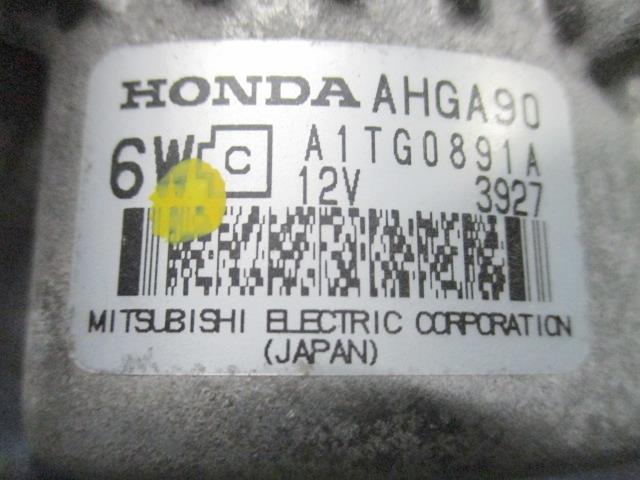 HONDA AHGA90
6W C A1TG0891A
12V 3927
MITSUBISHI ELECTRIC CORPORATION
(JAPAN)